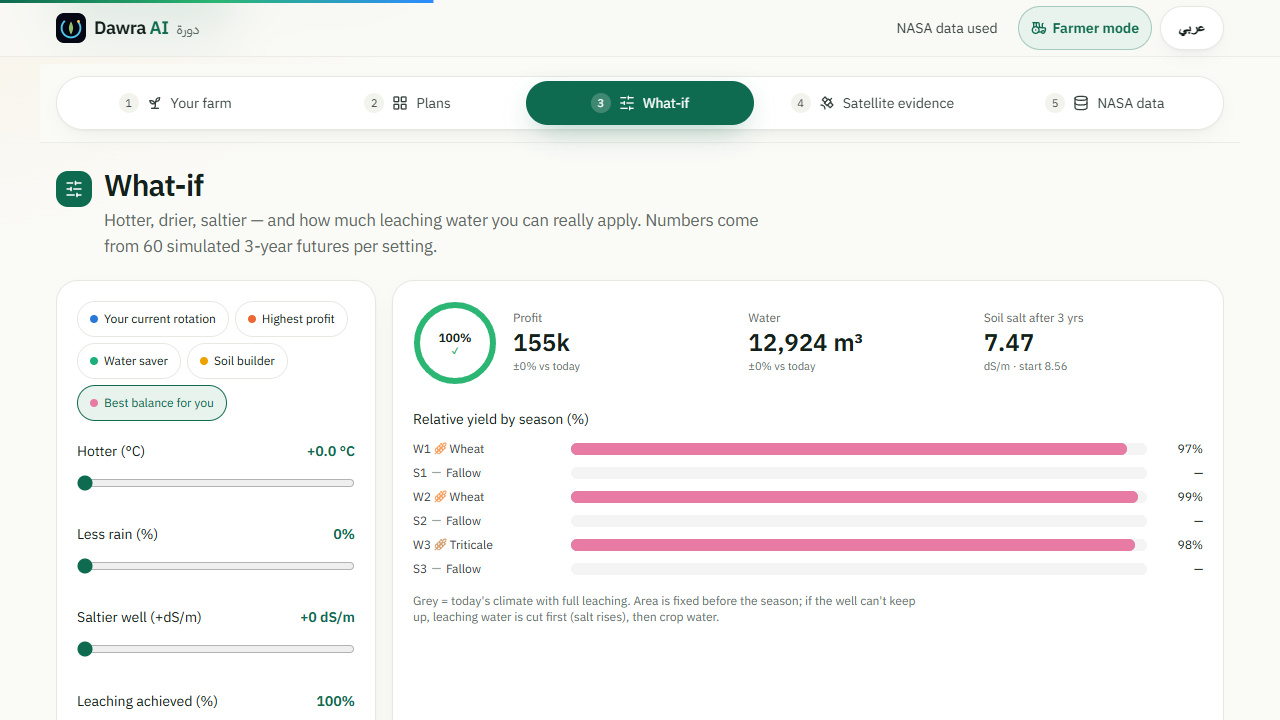 Dawra AI دورة
NASA data used
Farmer mode
عربي
1 Your farm
2 Plans
3 What-if
4 Satellite evidence
5 NASA data
What-if
Hotter, drier, saltier — and how much leaching water you can really apply. Numbers come
from 60 simulated 3-year futures per setting.
Your current rotation
Highest profit
Water saver
Soil builder
Best balance for you
Hotter (°C) +0.0 °C
Less rain (%) 0%
Saltier well (+dS/m) +0 dS/m
Leaching achieved (%) 100%
100%
✓
Profit
155k
±0% vs today
Water
12,924 m³
±0% vs today
Soil salt after 3 yrs
7.47
dS/m · start 8.56
Relative yield by season (%)
W1 🌾 Wheat 97%
S1 — Fallow —
W2 🌾 Wheat 99%
S2 — Fallow —
W3 🌾 Triticale 98%
S3 — Fallow —
Grey = today's climate with full leaching. Area is fixed before the season; if the well can't keep
up, leaching water is cut first (salt rises), then crop water.